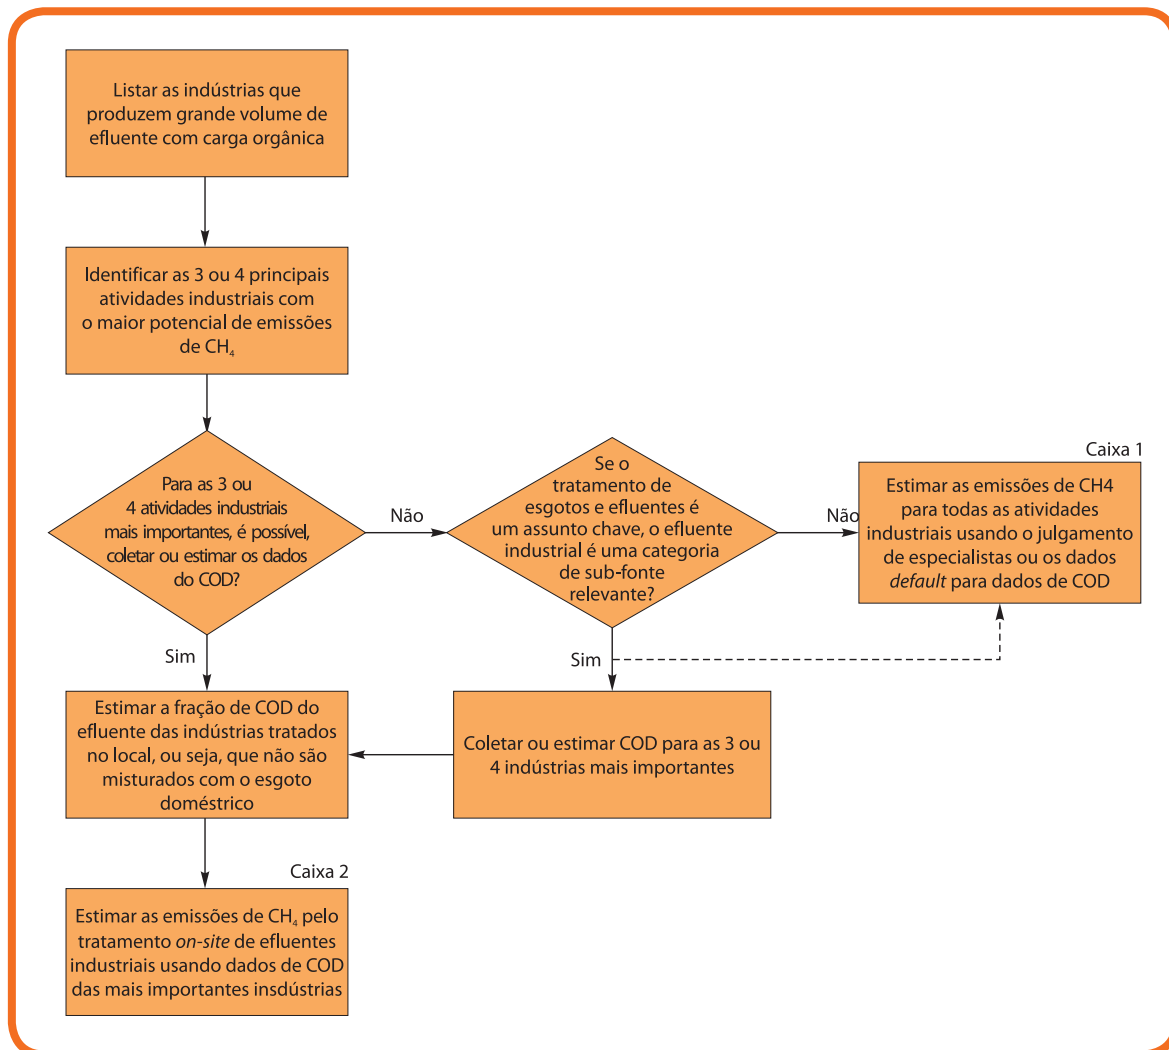 Listar as indústrias que
produzem grande volume de
efluente com carga orgânica
Identificar as 3 ou 4 principais
atividades industriais com
o maior potencial de emissões
de CH₄
Para as 3 ou
4 atividades industriais
mais importantes, é possível,
coletar ou estimar os dados
do COD?
Não
Se o
tratamento de
esgotos e efluentes é
um assunto chave, o efluente
industrial é uma categoria
de sub-fonte
relevante?
Não
Caixa 1
Estimar as emissões de CH4
para todas as atividades
industriais usando o julgamento
de especialistas ou os dados
default para dados de COD
Sim
Sim
Estimar a fração de COD do
efluente das indústrias tratados
no local, ou seja, que não são
misturados com o esgoto
doméstico
Coletar ou estimar COD para as 3 ou
4 indústrias mais importantes
Caixa 2
Estimar as emissões de CH₄ pelo
tratamento on-site de efluentes
industriais usando dados de COD
das mais importantes insdústrias